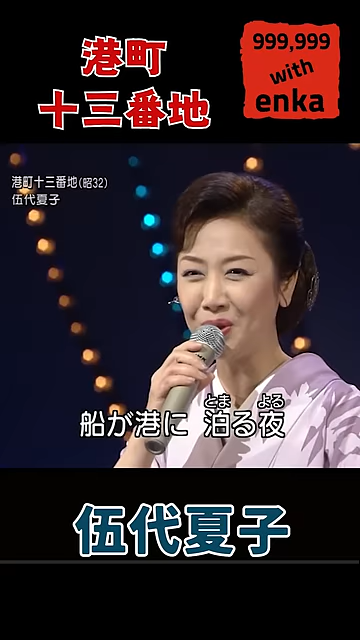 港町
十三番地
999,999
with
enka
港町十三番地(昭32)
伍代夏子
とま よる
船が港に 泊る夜
伍代夏子